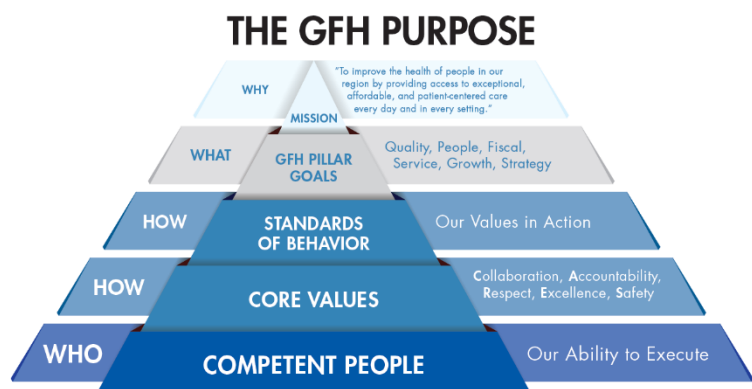 THE GFH PURPOSE
WHY
MISSION
"To improve the health of people in our
region by providing access to exceptional,
affordable, and patient-centered care
every day and in every setting."
WHAT
GFH PILLAR
GOALS
Quality, People, Fiscal,
Service, Growth, Strategy
HOW
STANDARDS
OF BEHAVIOR
Our Values in Action
HOW
CORE VALUES
Collaboration, Accountability,
Respect, Excellence, Safety
WHO
COMPETENT PEOPLE
Our Ability to Execute